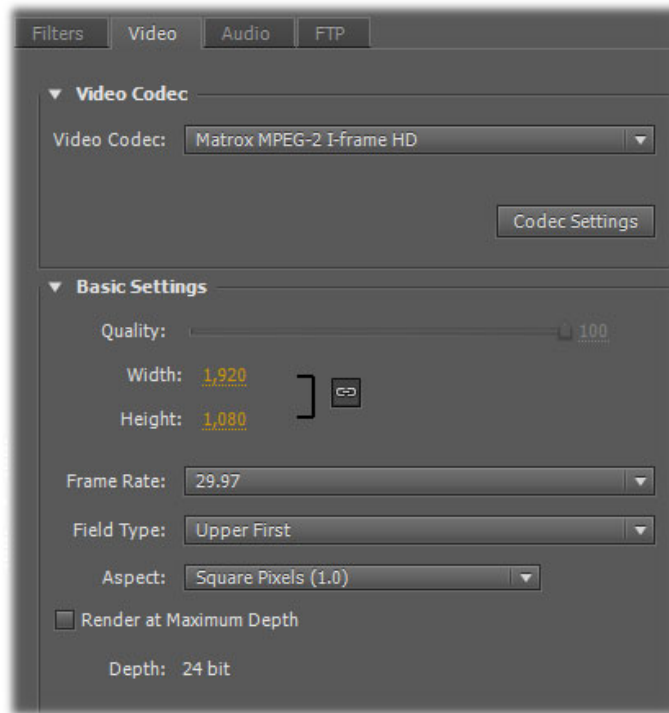 Filters Video Audio FTP
Video Codec
Video Codec: Matrox MPEG-2 I-frame HD
Codec Settings
Basic Settings
Quality: 100
Width: 1,920
Height: 1,080
Frame Rate: 29.97
Field Type: Upper First
Aspect: Square Pixels (1.0)
Render at Maximum Depth
Depth: 24 bit